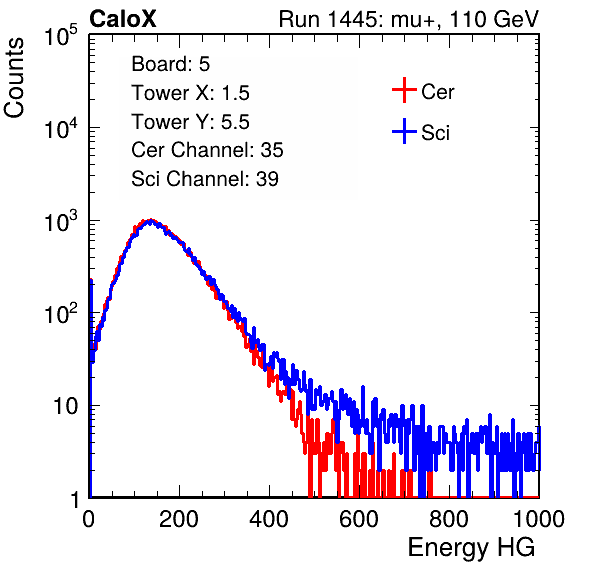 CaloX Run 1445: mu+, 110 GeV
Counts
Board: 5
Tower X: 1.5
Tower Y: 5.5
Cer Channel: 35
Sci Channel: 39
Cer
Sci
10^5
10^4
10^3
10^2
10
1
0 200 400 600 800 1000
Energy HG